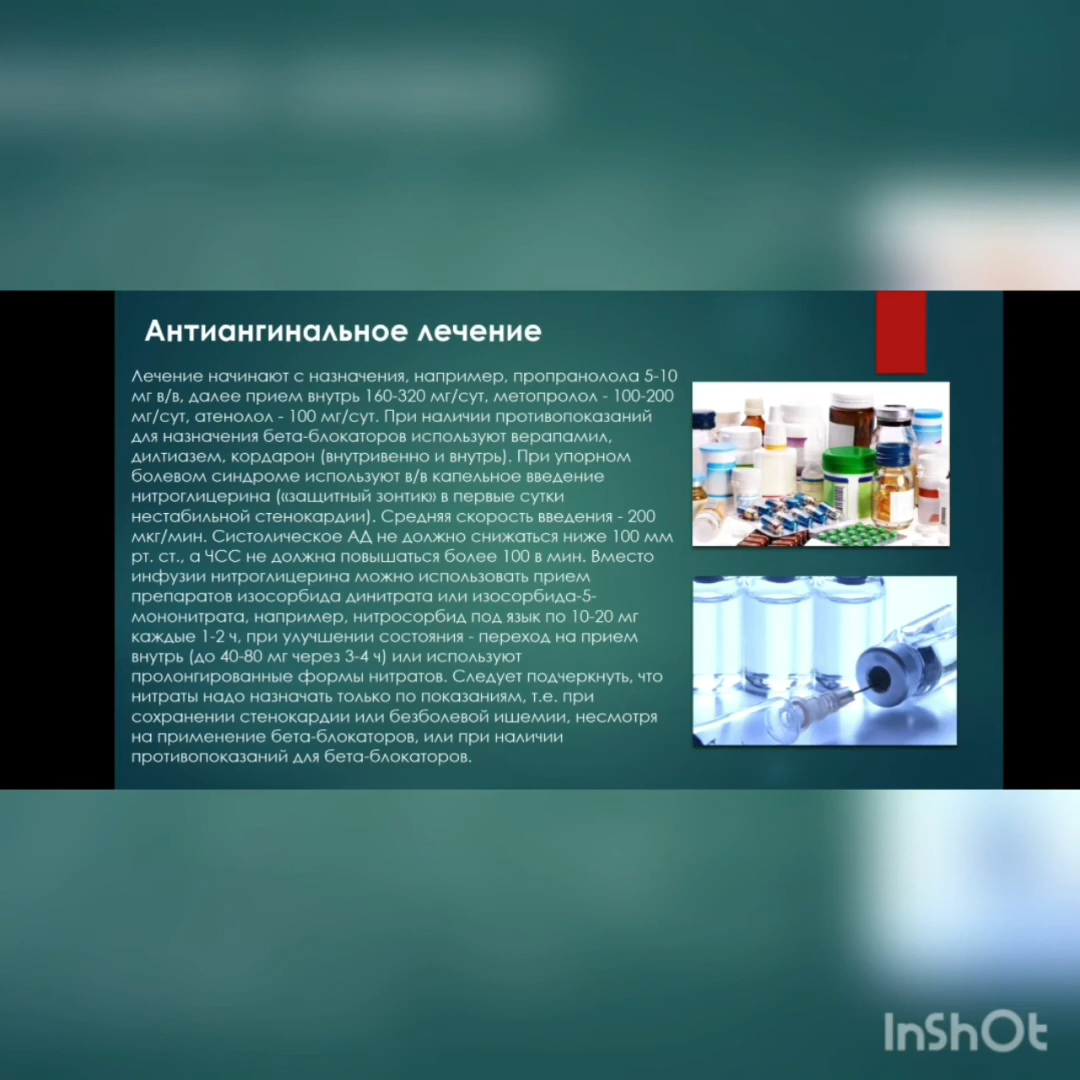 Антиангинальное лечение
Лечение начинают с назначения, например, пропранолола 5-10
мг в/в, далее прием внутрь 160-320 мг/сут, метопролол - 100-200
мг/сут, атенолол - 100 мг/сут. При наличии противопоказаний
для назначения бета-блокаторов используют верапамил,
дилтиазем, кордарон (внутривенно и внутрь). При упорном
болевом синдроме используют в/в капельное введение
нитроглицерина («защитный зонтик» в первые сутки
нестабильной стенокардии). Средняя скорость введения - 200
мкг/мин. Систолическое АД не должно снижаться ниже 100 мм
рт. ст., а ЧСС не должна повышаться более 100 в мин. Вместо
инфузии нитроглицерина можно использовать прием
препаратов изосорбида динитрата или изосорбида-5-
мононитрата, например, нитросорбид под язык по 10-20 мг
каждые 1-2 ч, при улучшении состояния - переход на прием
внутрь (до 40-80 мг через 3-4 ч) или используют
пролонгированные формы нитратов. Следует подчеркнуть, что
нитраты надо назначать только по показаниям, т.е. при
сохранении стенокардии или безболевой ишемии, несмотря
на применение бета-блокаторов, или при наличии
противопоказаний для бета-блокаторов.
InShOt